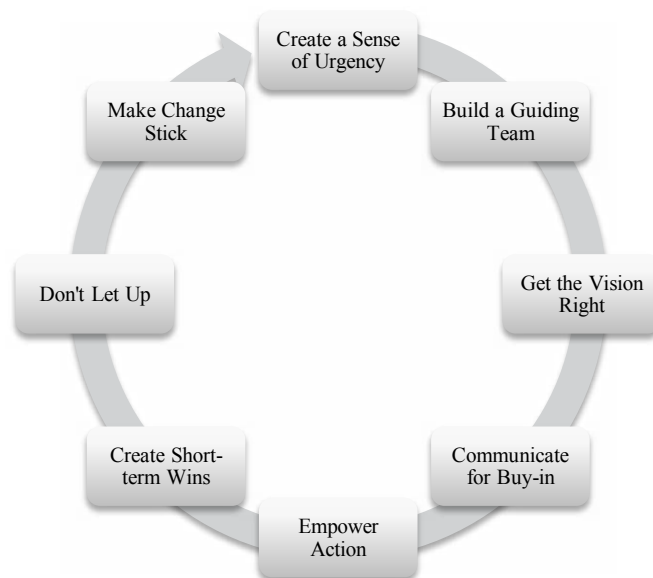 Create a Sense
of Urgency
Build a Guiding
Team
Get the Vision
Right
Communicate
for Buy-in
Empower
Action
Create Short-
term Wins
Don't Let Up
Make Change
Stick